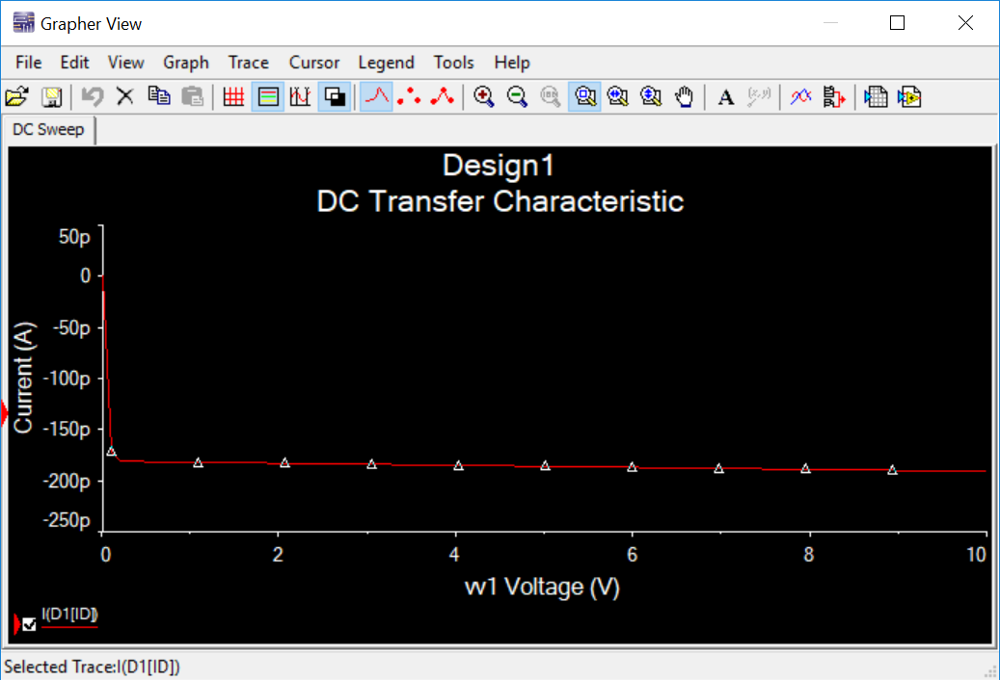 Grapher View
File Edit View Graph Trace Cursor Legend Tools Help
A (x,y)
DC Sweep
Design1
DC Transfer Characteristic
50p
0
-50p
-100p
-150p
-200p
-250p
Current (A)
0 2 4 6 8 10
vv1 Voltage (V)
I(D1[ID])
Selected Trace:I(D1[ID])